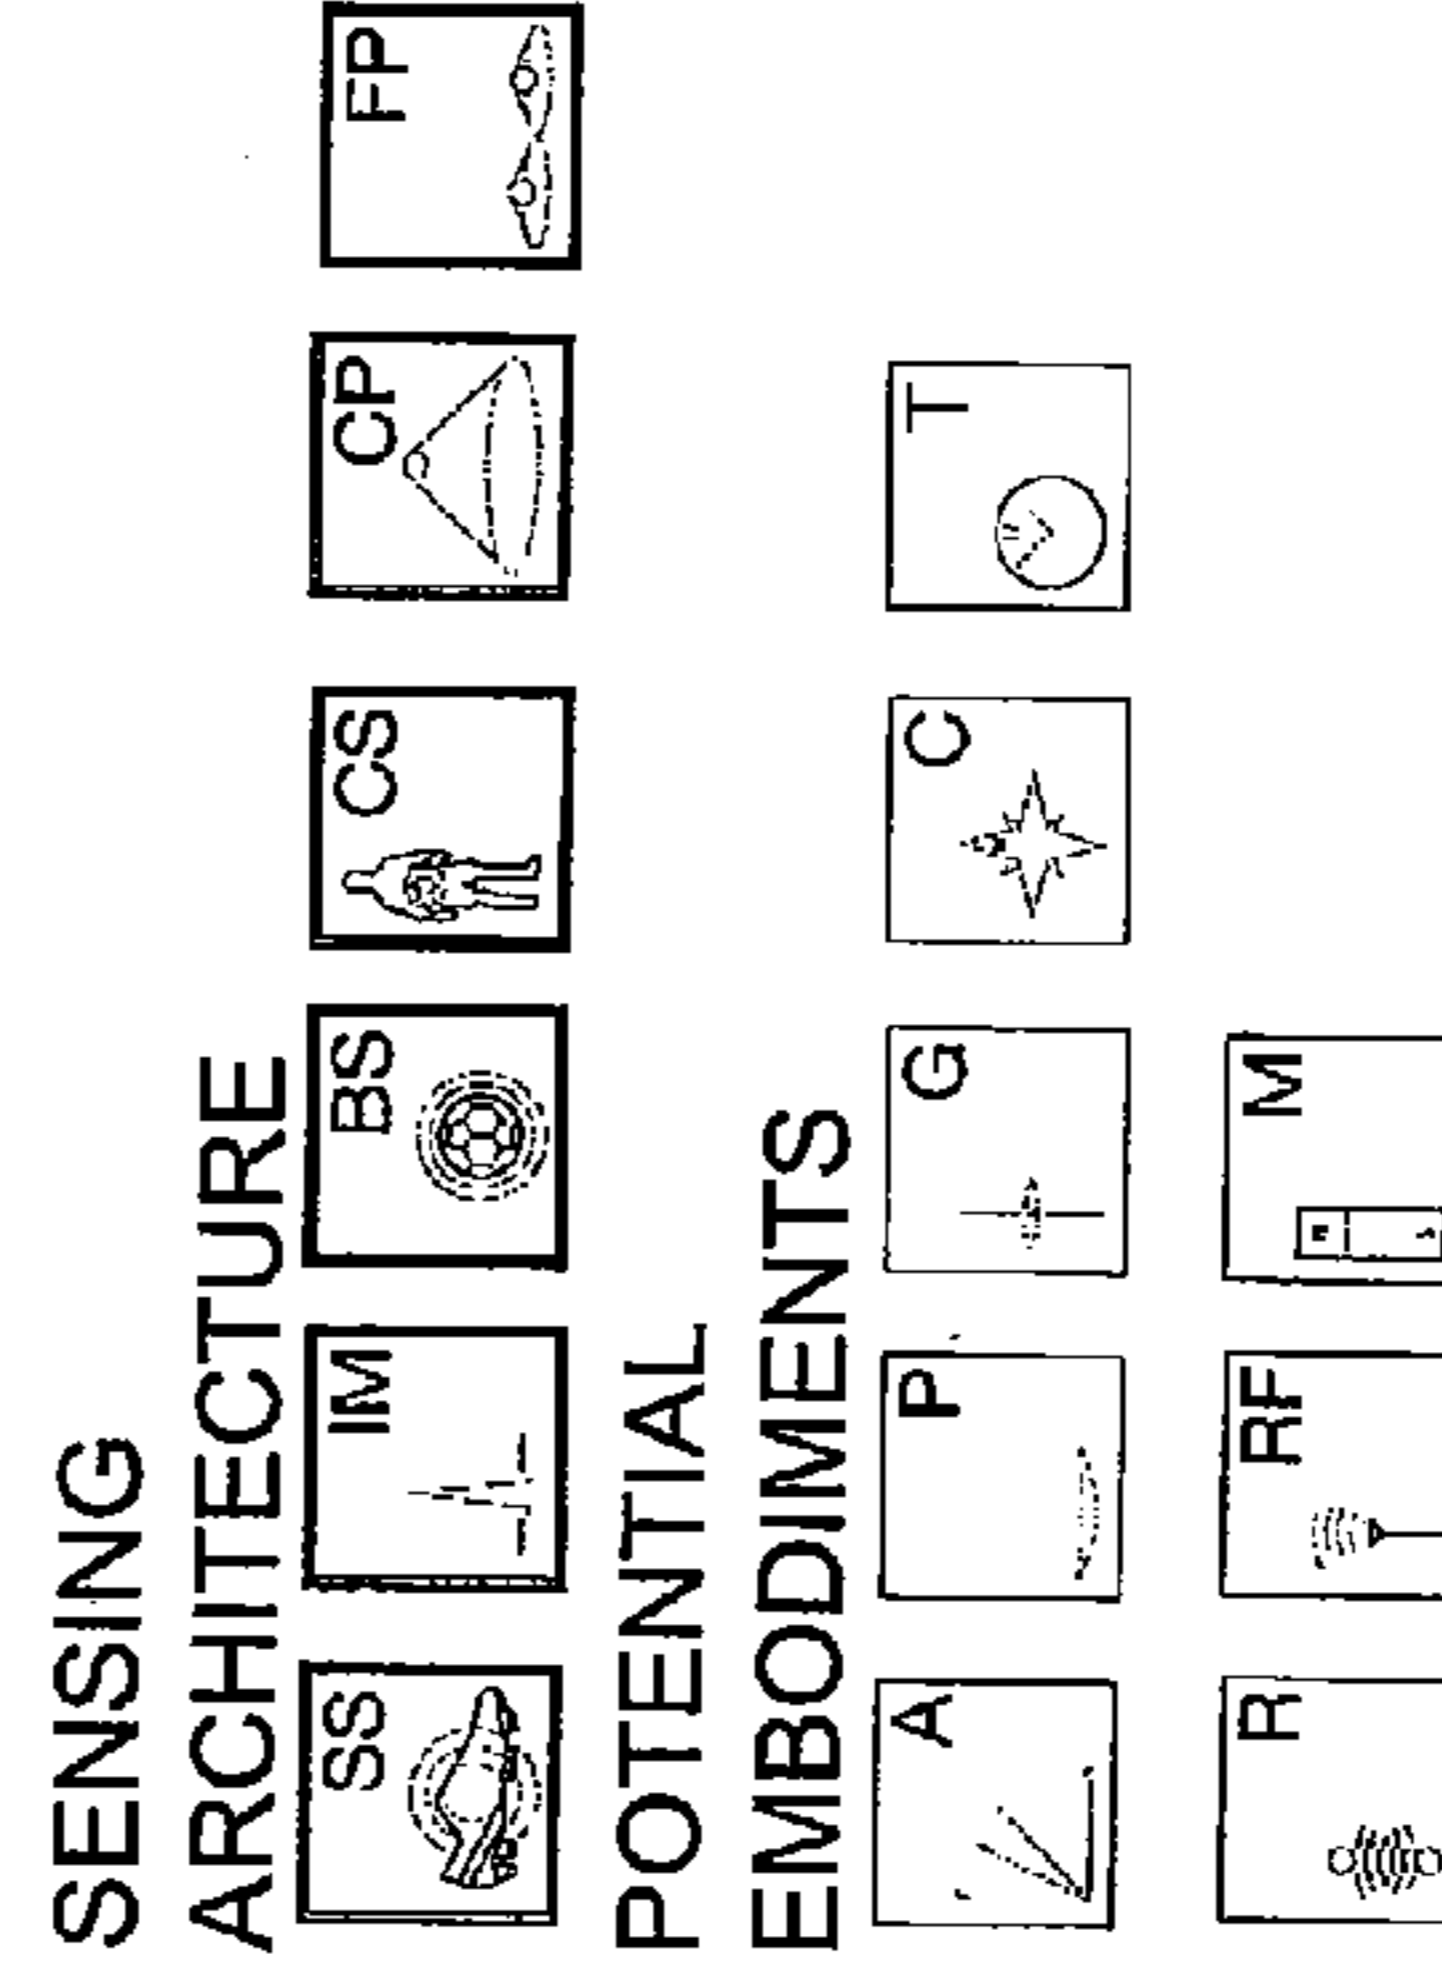 SENSING
ARCHITECTURE
SS IM BS CS CP FP
POTENTIAL
EMBODIMENTS
A P G C T
R RF M